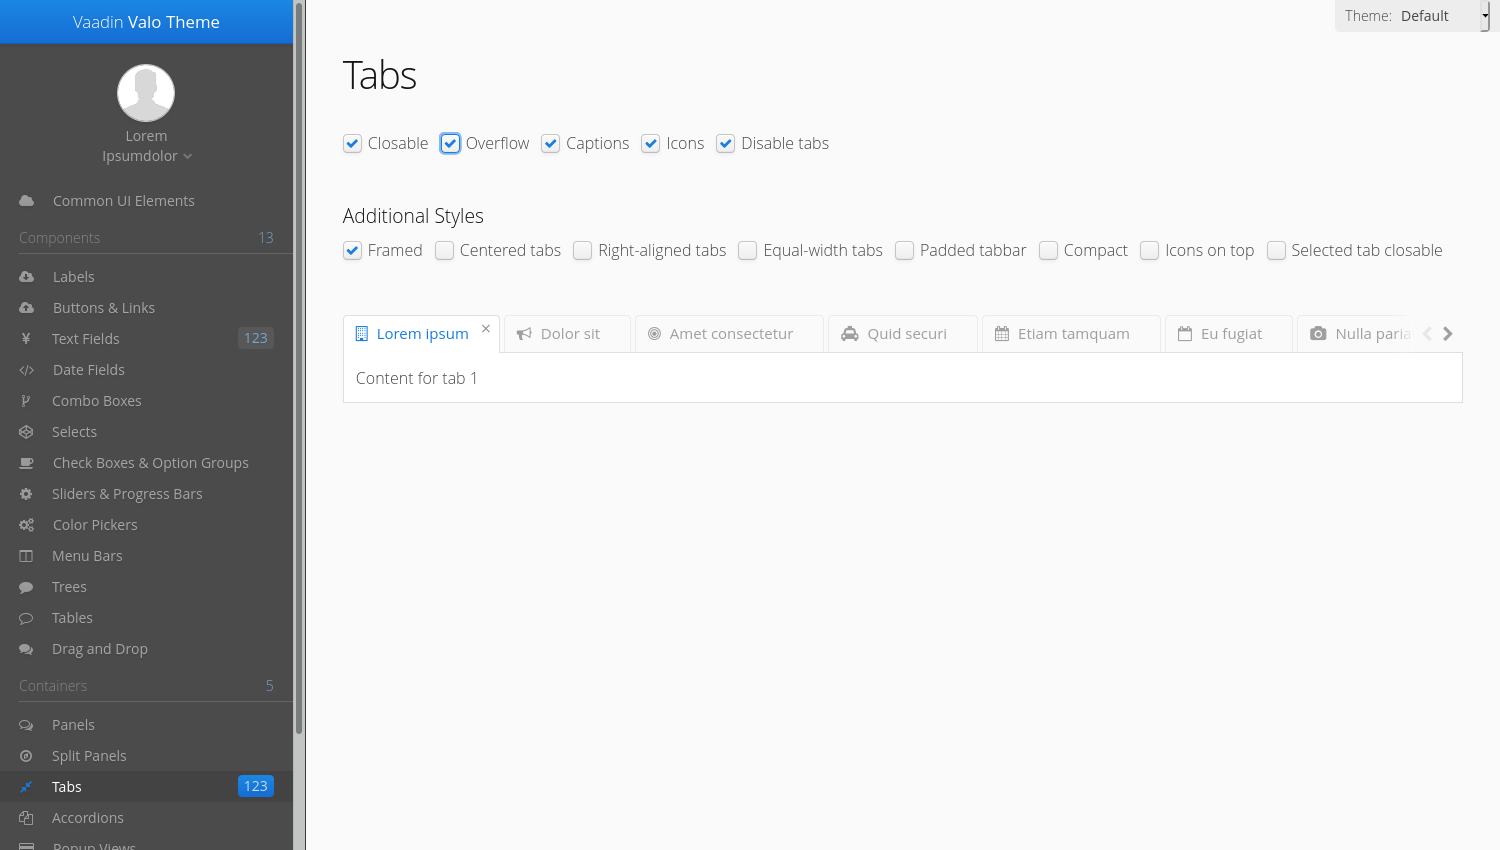 Vaadin Valo Theme
Lorem
Ipsumdolor
Common UI Elements
Components 13
Labels
Buttons & Links
Text Fields 123
Date Fields
Combo Boxes
Selects
Check Boxes & Option Groups
Sliders & Progress Bars
Color Pickers
Menu Bars
Trees
Tables
Drag and Drop
Containers 5
Panels
Split Panels
Tabs 123
Accordions
Popup Views
Theme: Default
Tabs
Closable Overflow Captions Icons Disable tabs
Additional Styles
Framed Centered tabs Right-aligned tabs Equal-width tabs Padded tabbar Compact Icons on top Selected tab closable
Lorem ipsum Dolor sit Amet consectetur Quid securi Etiam tamquam Eu fugiat Nulla paria
Content for tab 1